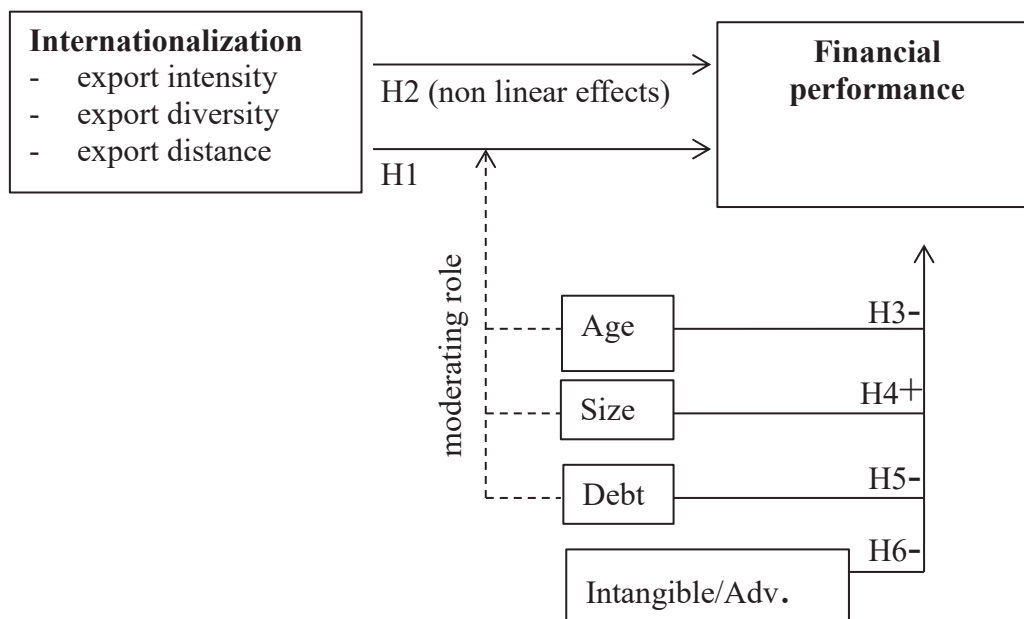 Internationalization
- export intensity
- export diversity
- export distance
H2 (non linear effects)
H1
Financial
performance
moderating role
Age
H3-
Size
H4+
Debt
H5-
H6-
Intangible/Adv.